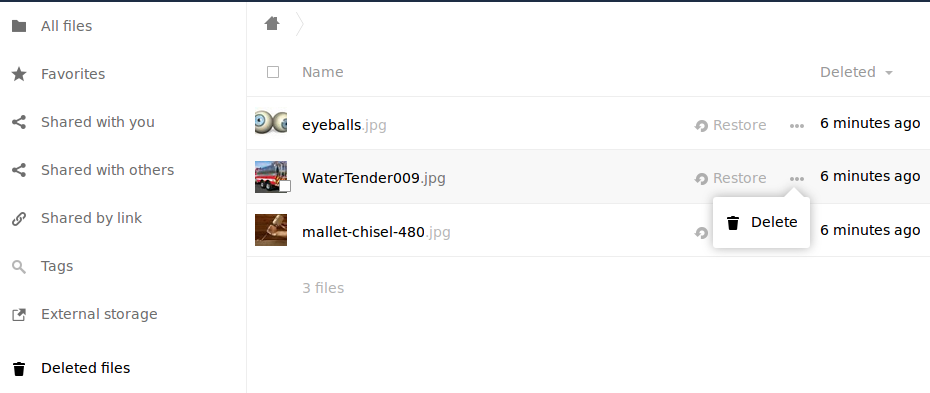 All files
Favorites
Shared with you
Shared with others
Shared by link
Tags
External storage
Deleted files
Name Deleted
eyeballs.jpg Restore ••• 6 minutes ago
WaterTender009.jpg Restore ••• 6 minutes ago
Delete
mallet-chisel-480.jpg 6 minutes ago
3 files